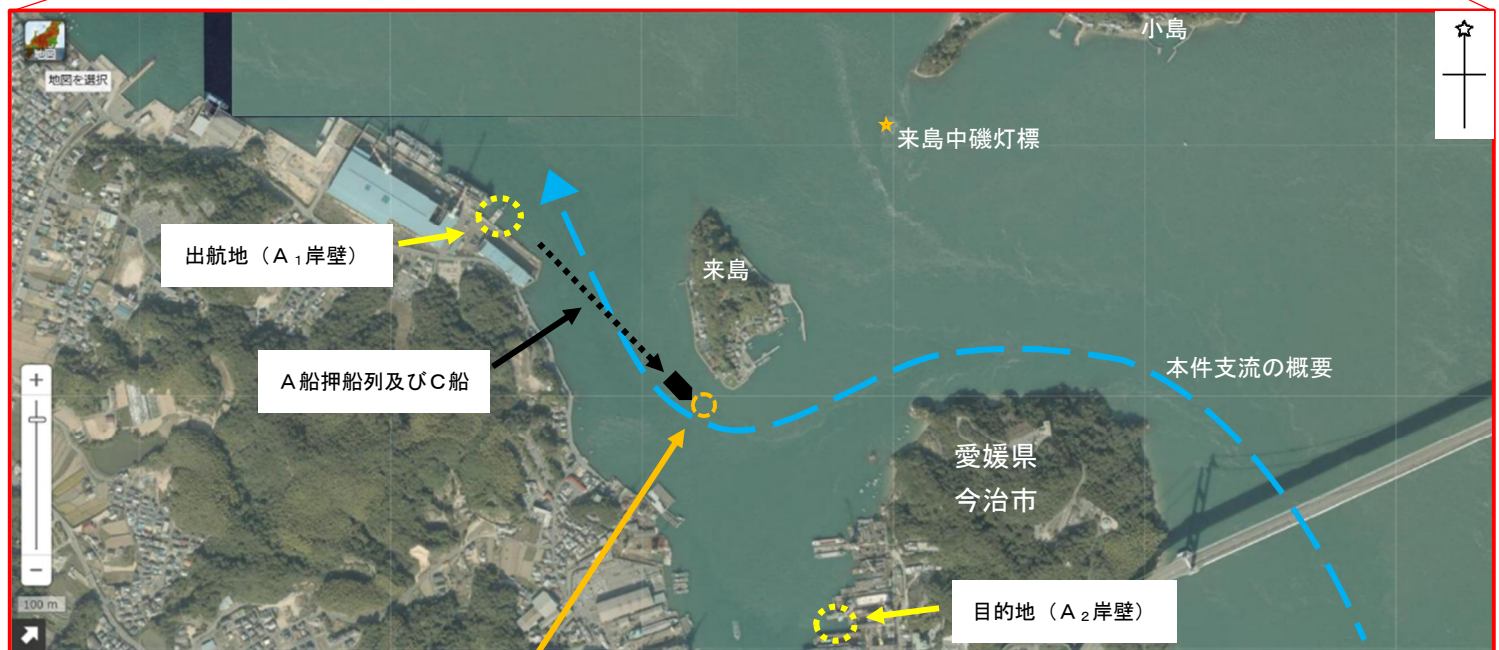 小島
地図
地図を選択
来島中磯灯標
出航地（A₁岸壁）
来島
A船押船列及びC船
本件支流の概要
愛媛県
今治市
目的地（A₂岸壁）
100 m